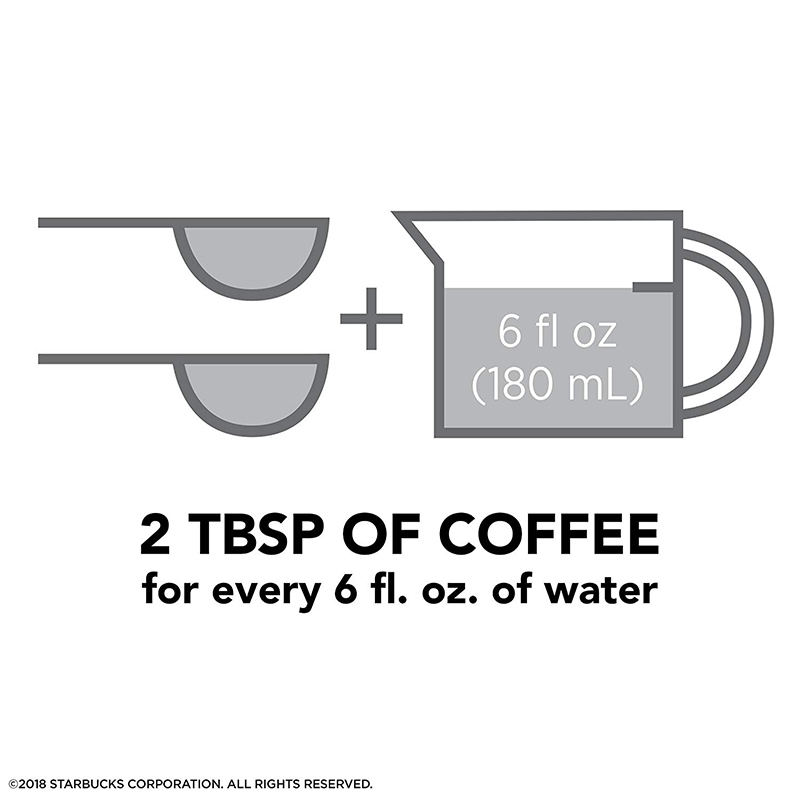 6 fl oz
(180 mL)
2 TBSP OF COFFEE
for every 6 fl. oz. of water
©2018 STARBUCKS CORPORATION. ALL RIGHTS RESERVED.